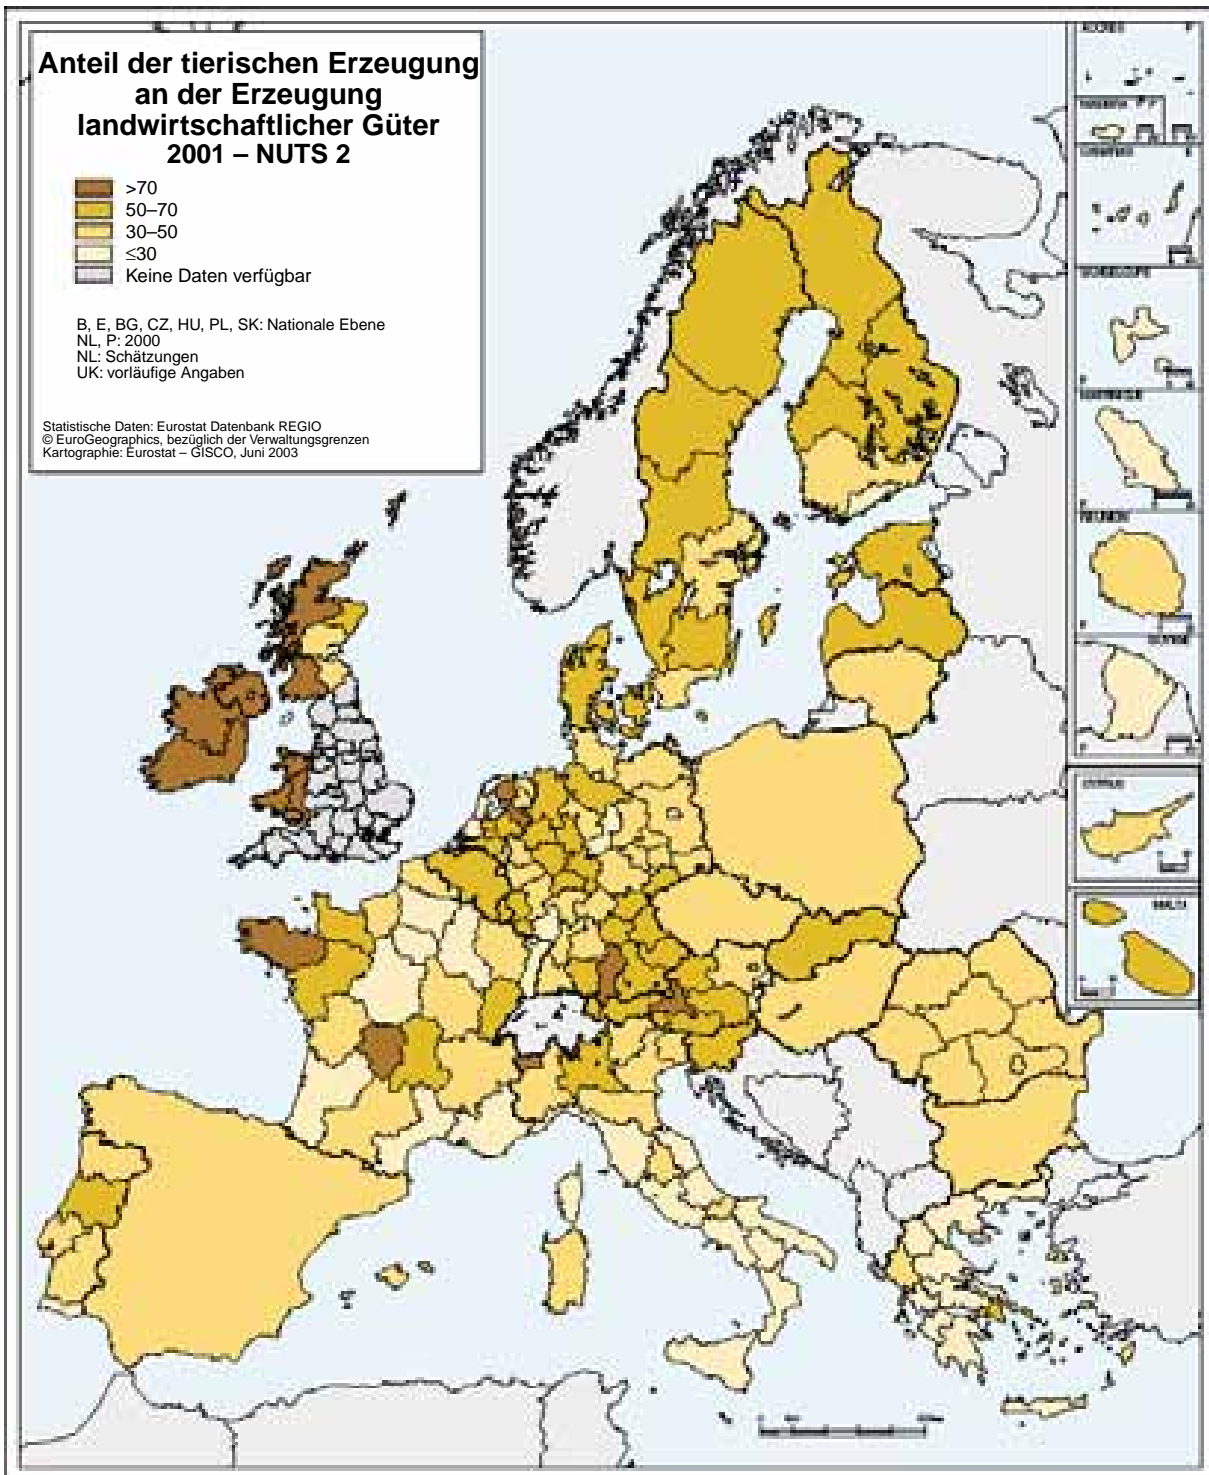 Anteil der tierischen Erzeugung
an der Erzeugung
landwirtschaftlicher Güter
2001 – NUTS 2
>70
50–70
30–50
≤30
Keine Daten verfügbar
B, E, BG, CZ, HU, PL, SK: Nationale Ebene
NL, P: 2000
NL: Schätzungen
UK: vorläufige Angaben
Statistische Daten: Eurostat Datenbank REGIO
© EuroGeographics, bezüglich der Verwaltungsgrenzen
Kartographie: Eurostat – GISCO, Juni 2003